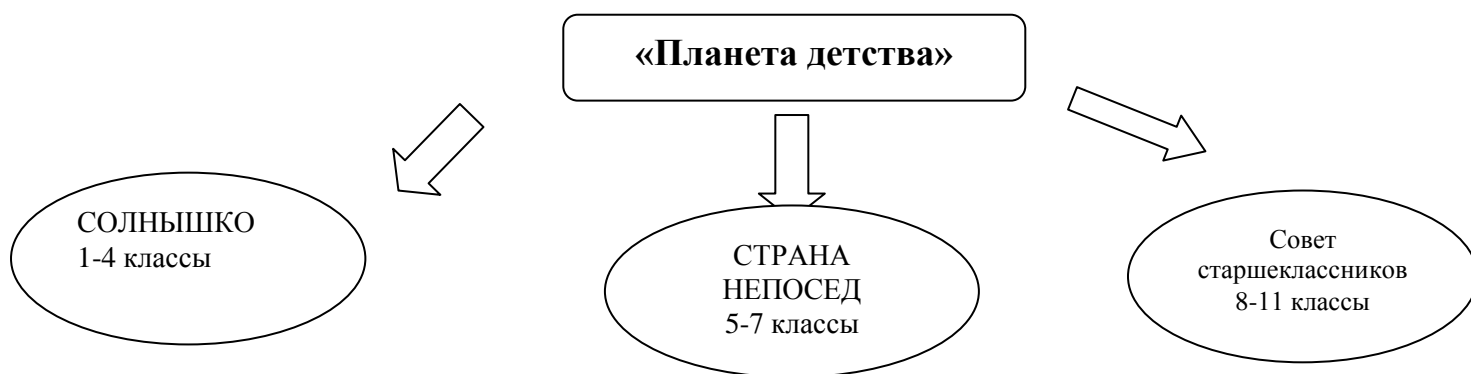 «Планета детства»
СОЛНЫШКО
1-4 классы
СТРАНА
НЕПОСЕД
5-7 классы
Совет
старшеклассников
8-11 классы